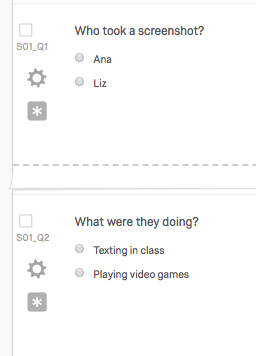 Who took a screenshot?
S01_Q1
Ana
Liz
What were they doing?
S01_Q2
Texting in class
Playing video games